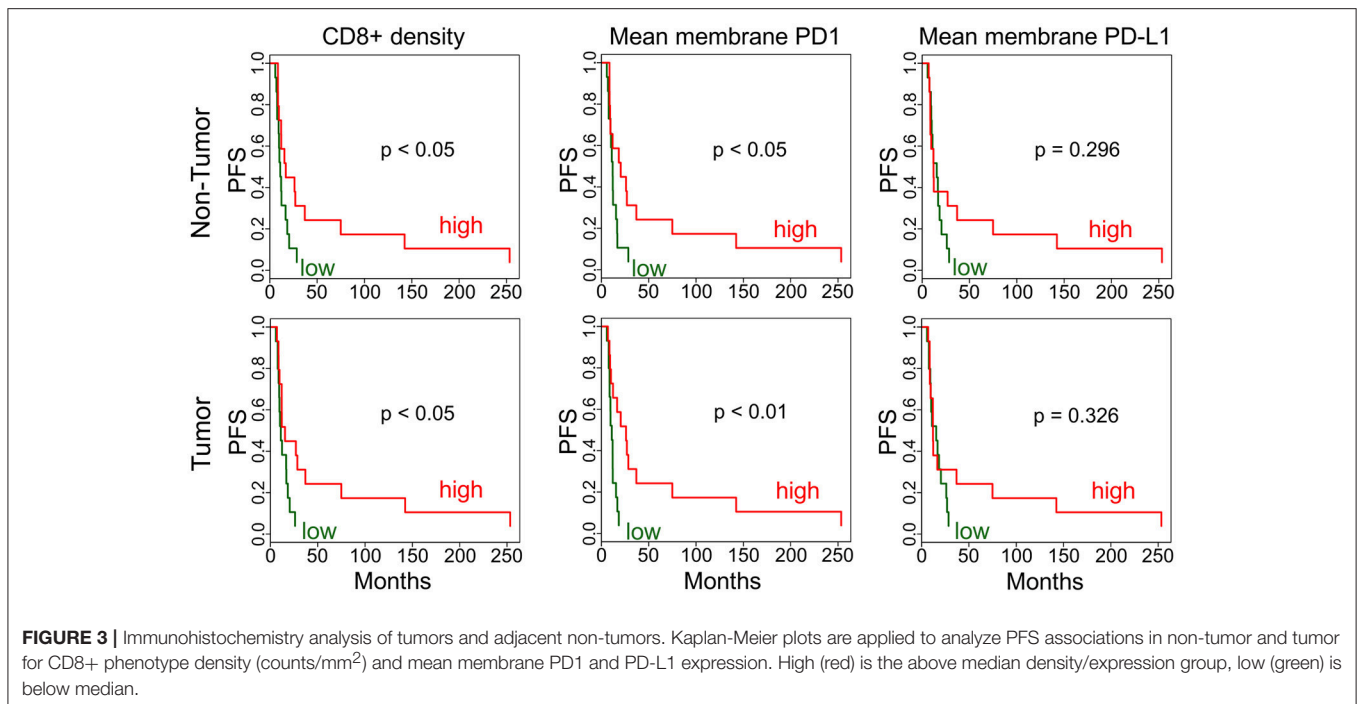 CD8+ density
Mean membrane PD1
Mean membrane PD-L1
Non-Tumor
PFS
0.0 0.2 0.4 0.6 0.8 1.0
p < 0.05
high
low
0 50 100 150 200 250
0.0 0.2 0.4 0.6 0.8 1.0
PFS
p < 0.05
high
low
0 50 100 150 200 250
0.0 0.2 0.4 0.6 0.8 1.0
PFS
p = 0.296
high
low
0 50 100 150 200 250
Tumor
PFS
0.0 0.2 0.4 0.6 0.8 1.0
p < 0.05
high
low
0 50 100 150 200 250
Months
PFS
0.0 0.2 0.4 0.6 0.8 1.0
p < 0.01
high
low
0 50 100 150 200 250
Months
PFS
0.0 0.2 0.4 0.6 0.8 1.0
p = 0.326
high
low
0 50 100 150 200 250
Months
FIGURE 3 | Immunohistochemistry analysis of tumors and adjacent non-tumors. Kaplan-Meier plots are applied to analyze PFS associations in non-tumor and tumor
for CD8+ phenotype density (counts/mm²) and mean membrane PD1 and PD-L1 expression. High (red) is the above median density/expression group, low (green) is
below median.